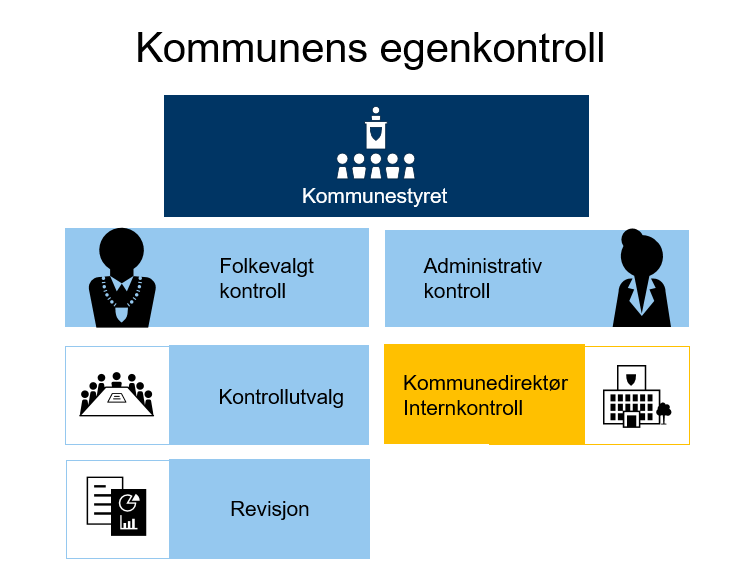 Kommunens egenkontroll
Kommunestyret
Folkevalgt
kontroll
Administrativ
kontroll
Kontrollutvalg
Kommunedirektør
Internkontroll
Revisjon